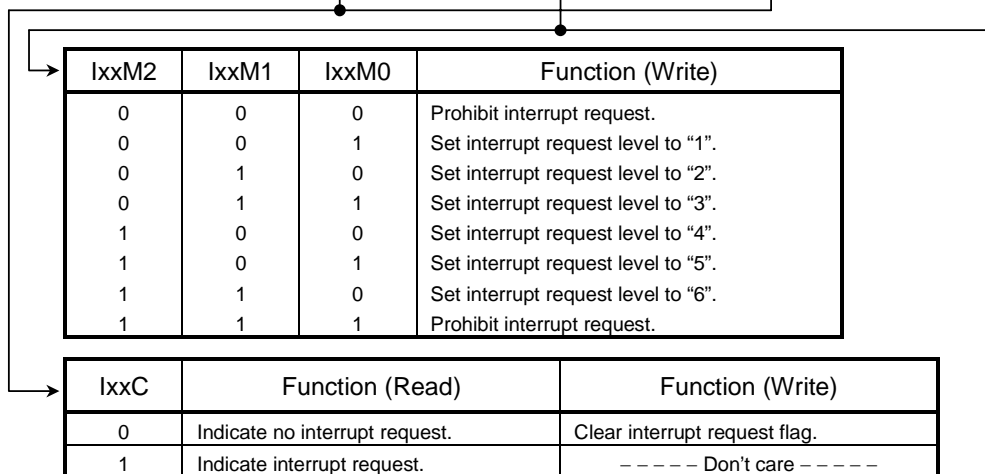 IxxM2 IxxM1 IxxM0 Function (Write)
0 0 0 Prohibit interrupt request.
0 0 1 Set interrupt request level to “1”.
0 1 0 Set interrupt request level to “2”.
0 1 1 Set interrupt request level to “3”.
1 0 0 Set interrupt request level to “4”.
1 0 1 Set interrupt request level to “5”.
1 1 0 Set interrupt request level to “6”.
1 1 1 Prohibit interrupt request.
IxxC Function (Read) Function (Write)
0 Indicate no interrupt request. Clear interrupt request flag.
1 Indicate interrupt request. – – – – – Don't care – – – – –